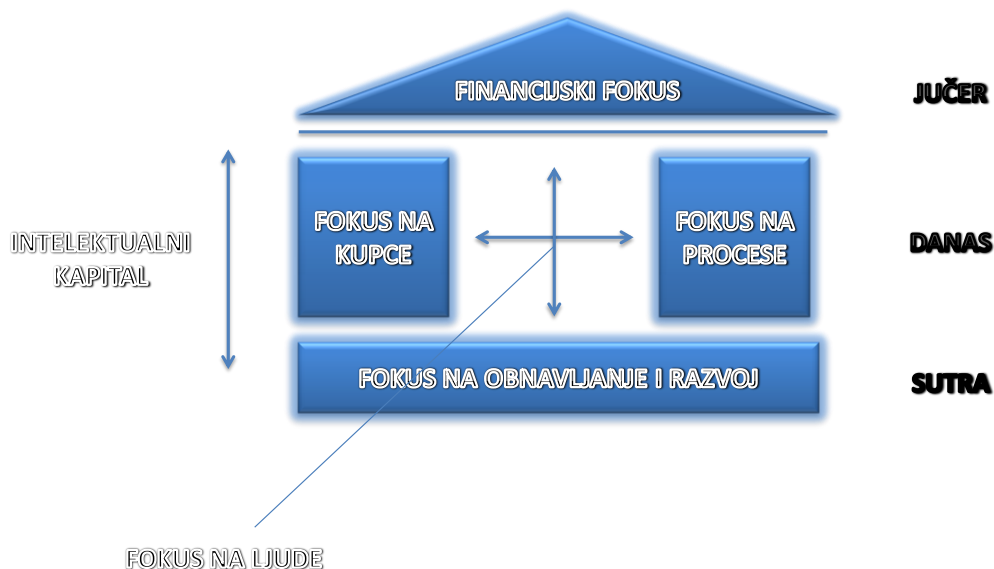 FINANCIJSKI FOKUS
JUČER
INTELEKTUALNI
KAPITAL
FOKUS NA
KUPCE
FOKUS NA
PROCESE
DANAS
FOKUS NA OBNAVLJANJE I RAZVOJ
SUTRA
FOKUS NA LJUDE